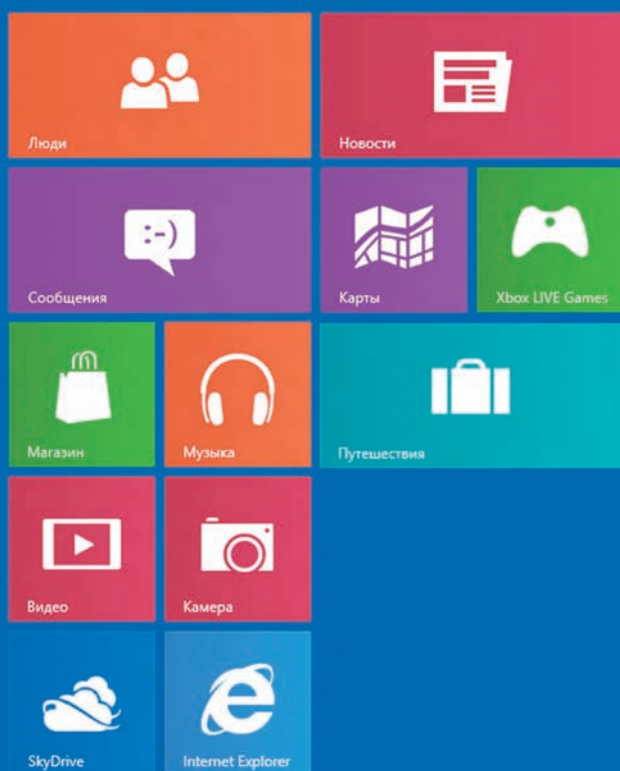 Люди
Новости
:-)
Сообщения
Карты
Xbox LIVE Games
Магазин
Музыка
Путешествия
Видео
Камера
SkyDrive
Internet Explorer